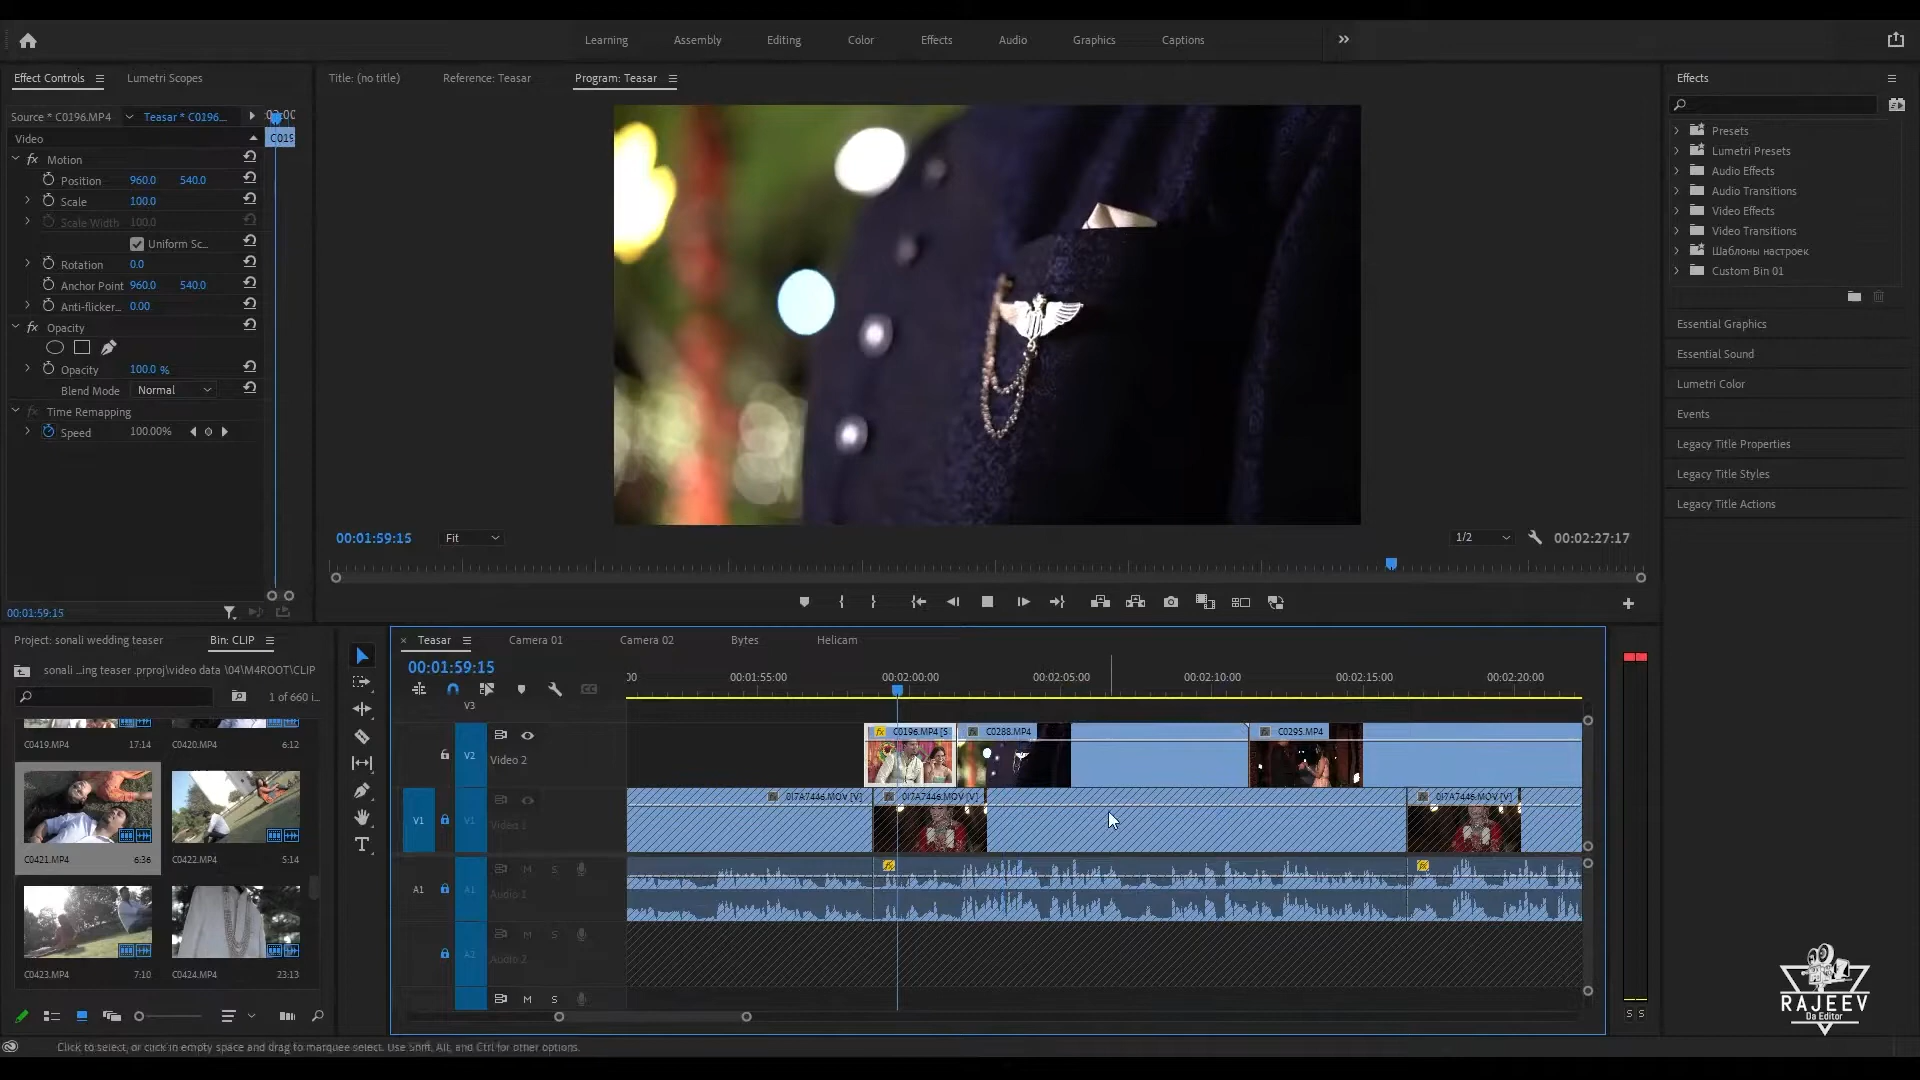 Learning Assembly Editing Color Effects Audio Graphics Captions
Effect Controls Lumetri Scopes
Title: (no title) Reference: Teasar Program: Teasar
Effects
Source * C0196.MP4 Teasar * C0196...
Video
Motion
Position 960.0 540.0
Scale 100.0
Scale Width 100.0
Uniform Sc...
Rotation 0.0
Anchor Point 960.0 540.0
Anti-flicker... 0.00
Opacity
Opacity 100.0 %
Blend Mode Normal
Time Remapping
Speed 100.00%
00:01:59:15
00:01:59:15 Fit 1/2 00:02:27:17
Presets
Lumetri Presets
Audio Effects
Audio Transitions
Video Effects
Video Transitions
Шаблоны настроек
Custom Bin 01
Essential Graphics
Essential Sound
Lumetri Color
Events
Legacy Title Properties
Legacy Title Styles
Legacy Title Actions
Project: sonali wedding teaser Bin: CLIP
sonali ...ing teaser .prproj\video data \04\M4ROOT\CLIP
1 of 660 i...
C0419.MP4 17:14 C0420.MP4 6:12
C0421.MP4 6:36 C0422.MP4 5:14
C0423.MP4 7:10 C0424.MP4 23:13
× Teasar Camera 01 Camera 02 Bytes Helicam
00:01:59:15
00:01:55:00 00:02:00:00 00:02:05:00 00:02:10:00 00:02:15:00 00:02:20:00
V3
C0196.MP4 [S C0288.MP4 C0295.MP4
V2 Video 2
0I7A7446.MOV [V] 0I7A7446.MOV [V] 0I7A7446.MOV [V]
V1 V1 Video 1
M S
A1 A1 Audio 1
M S
A2 Audio 2
M S
S S
RAJEEV
Da Editor
Click to select, or click in empty space and drag to marquee select. Use Shift, Alt, and Ctrl for other options.